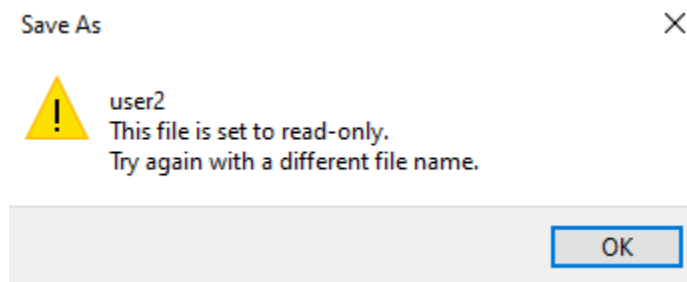 Save As
user2
This file is set to read-only.
Try again with a different file name.
OK